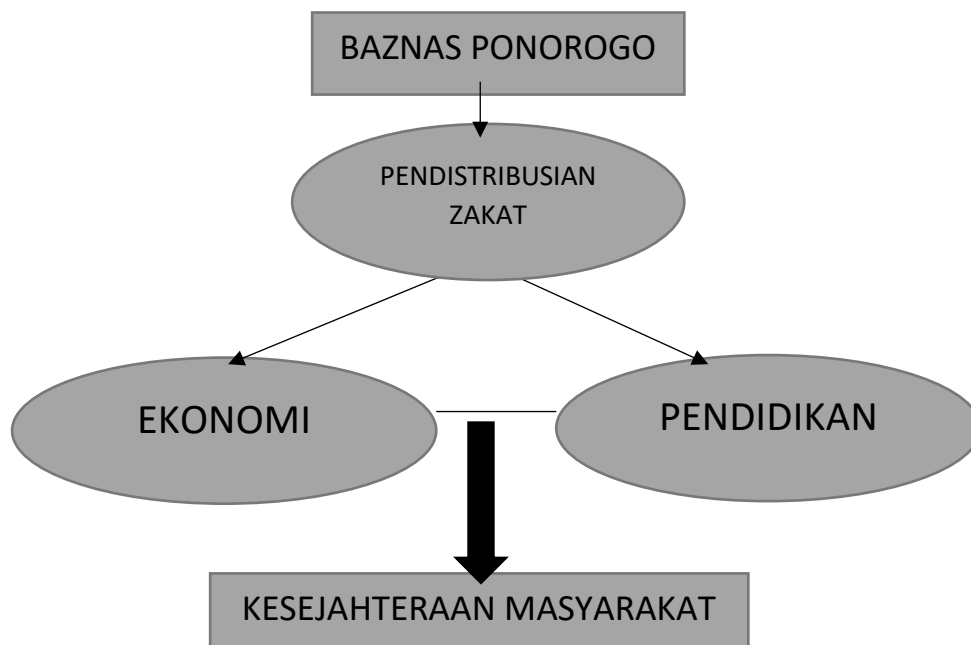 BAZNAS PONOROGO
PENDISTRIBUSIAN
ZAKAT
EKONOMI
PENDIDIKAN
KESEJAHTERAAN MASYARAKAT